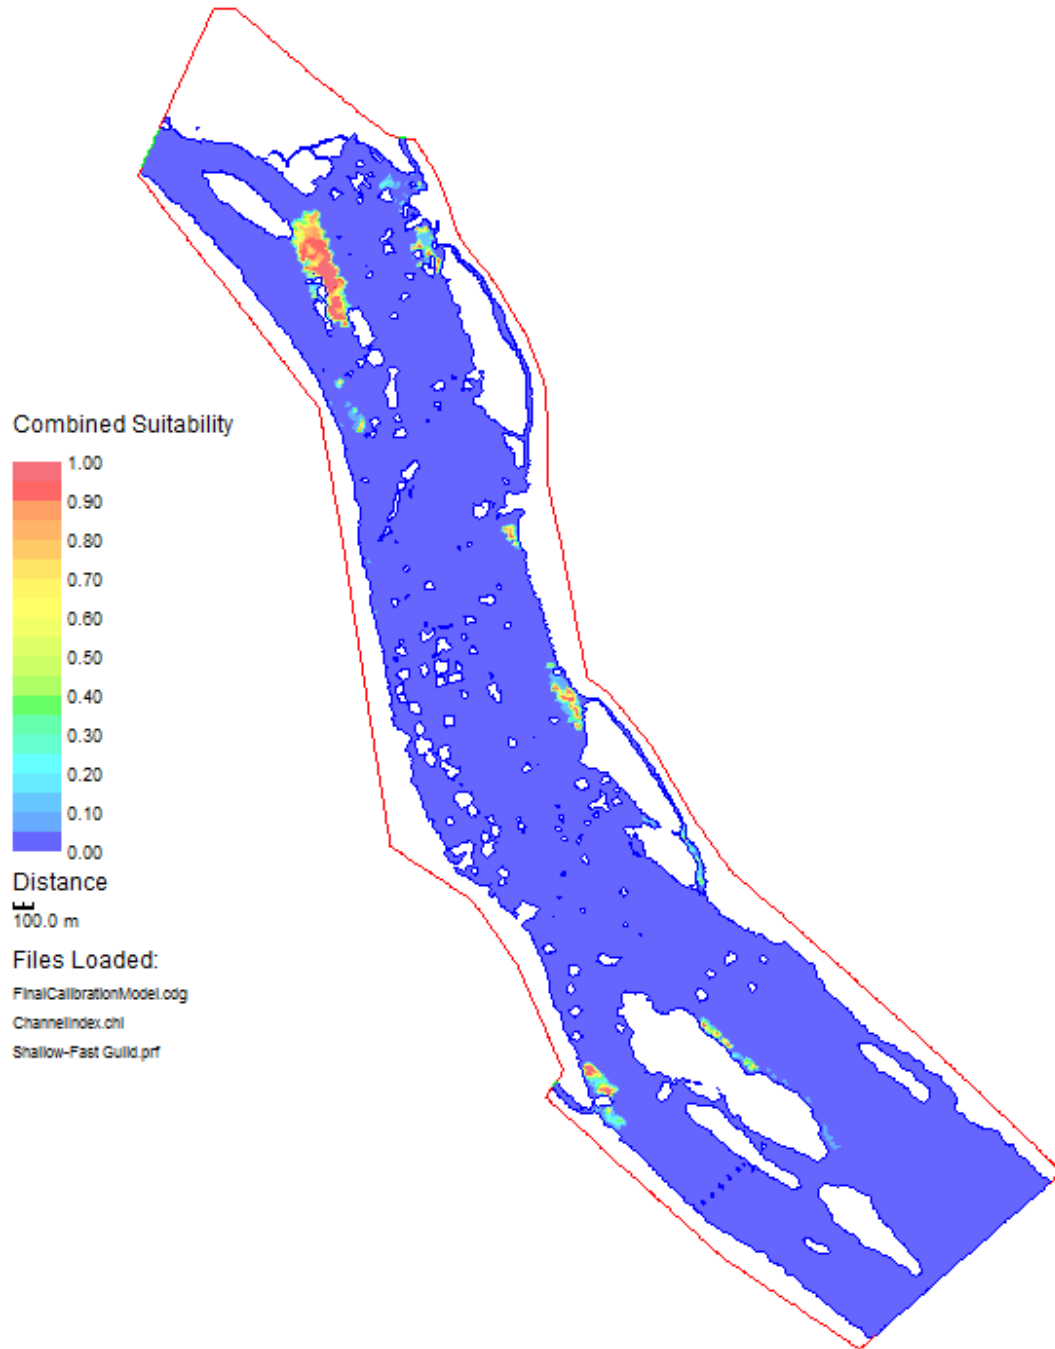 Combined Suitability
1.00
0.90
0.80
0.70
0.60
0.50
0.40
0.30
0.20
0.10
0.00
Distance
100.0 m
Files Loaded:
FinalCalibrationModel.cdg
ChannelIndex.chi
Shallow-Fast Guild.prf